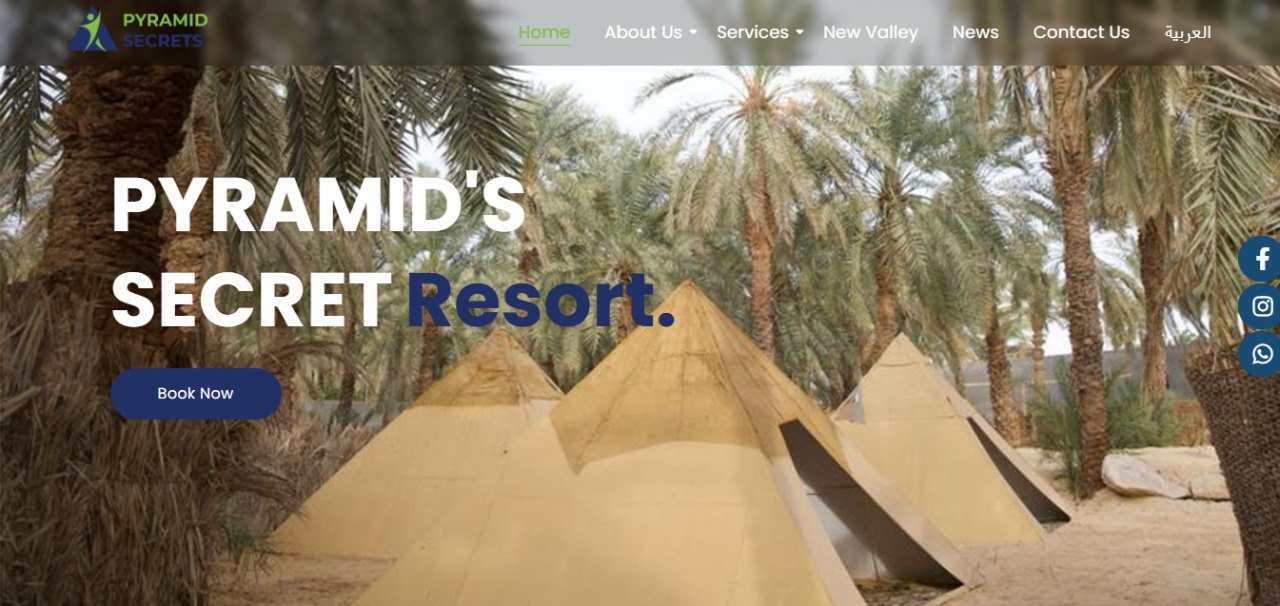 PYRAMID
SECRETS
Home
About Us
Services
New Valley
News
Contact Us
العربية
PYRAMID'S
SECRET Resort.
Book Now